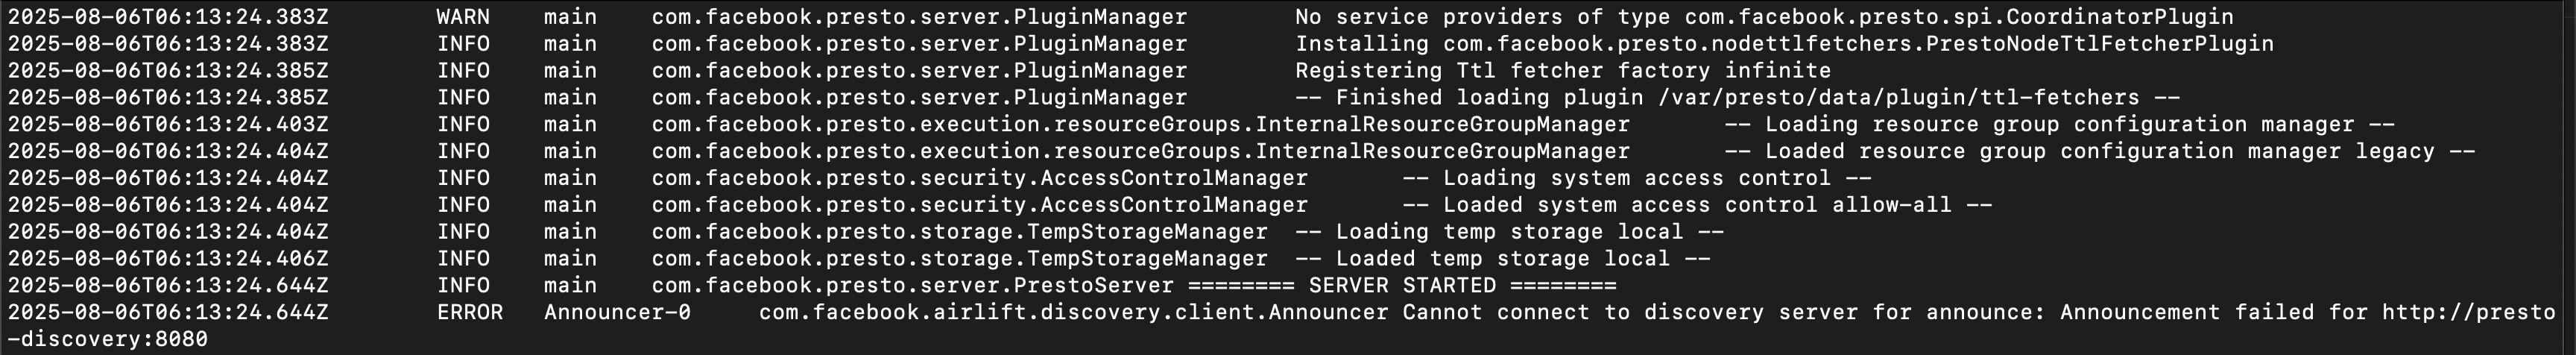 2025-08-06T06:13:24.383Z WARN main com.facebook.presto.server.PluginManager No service providers of type com.facebook.presto.spi.CoordinatorPlugin
2025-08-06T06:13:24.383Z INFO main com.facebook.presto.server.PluginManager Installing com.facebook.presto.nodettlfetchers.PrestoNodeTtlFetcherPlugin
2025-08-06T06:13:24.385Z INFO main com.facebook.presto.server.PluginManager Registering Ttl fetcher factory infinite
2025-08-06T06:13:24.385Z INFO main com.facebook.presto.server.PluginManager -- Finished loading plugin /var/presto/data/plugin/ttl-fetchers --
2025-08-06T06:13:24.403Z INFO main com.facebook.presto.execution.resourceGroups.InternalResourceGroupManager -- Loading resource group configuration manager --
2025-08-06T06:13:24.404Z INFO main com.facebook.presto.execution.resourceGroups.InternalResourceGroupManager -- Loaded resource group configuration manager legacy --
2025-08-06T06:13:24.404Z INFO main com.facebook.presto.security.AccessControlManager -- Loading system access control --
2025-08-06T06:13:24.404Z INFO main com.facebook.presto.security.AccessControlManager -- Loaded system access control allow-all --
2025-08-06T06:13:24.404Z INFO main com.facebook.presto.storage.TempStorageManager -- Loading temp storage local --
2025-08-06T06:13:24.406Z INFO main com.facebook.presto.storage.TempStorageManager -- Loaded temp storage local --
2025-08-06T06:13:24.644Z INFO main com.facebook.presto.server.PrestoServer ======== SERVER STARTED ========
2025-08-06T06:13:24.644Z ERROR Announcer-0 com.facebook.airlift.discovery.client.Announcer Cannot connect to discovery server for announce: Announcement failed for http://presto
-discovery:8080